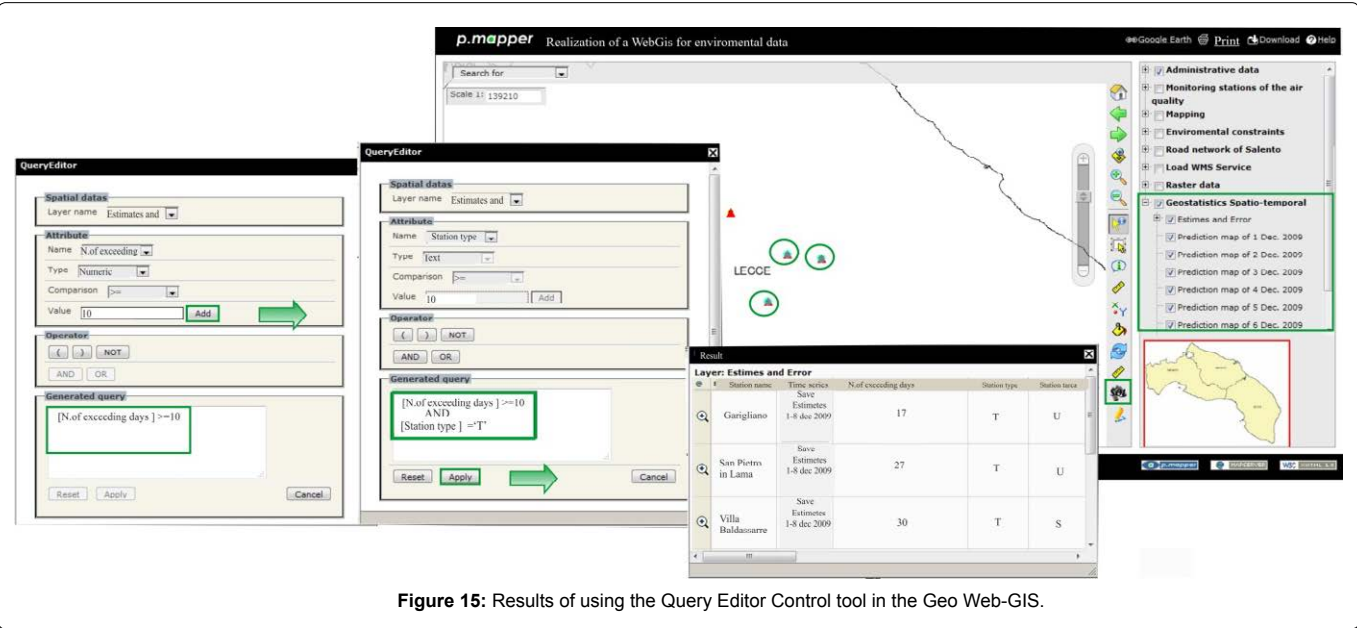 p.mapper Realization of a WebGis for enviromental data
Google Earth Print Download Help
Search for
Scale 1: 139210
LECCE
Administrative data
Monitoring stations of the air
quality
Mapping
Enviromental constraints
Road network of Salento
Load WMS Service
Raster data
Geostatistics Spatio-temporal
Estimes and Error
Prediction map of 1 Dec. 2009
Prediction map of 2 Dec. 2009
Prediction map of 3 Dec. 2009
Prediction map of 4 Dec. 2009
Prediction map of 5 Dec. 2009
Prediction map of 6 Dec. 2009
p.mapper
QueryEditor
Spatial datas
Layer name Estimates and
Attribute
Name N.of exceeding
Type Numeric
Comparison >=
Value 10 Add
Operator
( ) NOT
AND OR
Generated query
[N.of exceeding days ] >=10
Reset Apply Cancel
QueryEditor
Spatial datas
Layer name Estimates and
Attribute
Name Station type
Type Text
Comparison >=
Value 10 Add
Operator
( ) NOT
AND OR
Generated query
[N.of exceeding days ] >=10
AND
[Station type ] =‘T’
Reset Apply Cancel
Result
Layer: Estimes and Error
Station name Time series N.of exceeding days Station type
Garigliano Save Estimetes 1-8 dec 2009 17 T U
San Pietro in Lama Save Estimetes 1-8 dec 2009 27 T U
Villa Baldassarre Save Estimetes 1-8 dec 2009 30 T S
Figure 15: Results of using the Query Editor Control tool in the Geo Web-GIS.